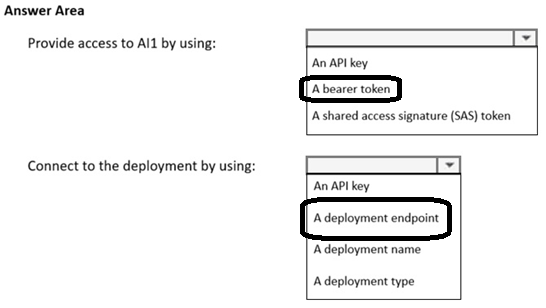 Answer Area
Provide access to AI1 by using:
An API key
A bearer token
A shared access signature (SAS) token
Connect to the deployment by using:
An API key
A deployment endpoint
A deployment name
A deployment type